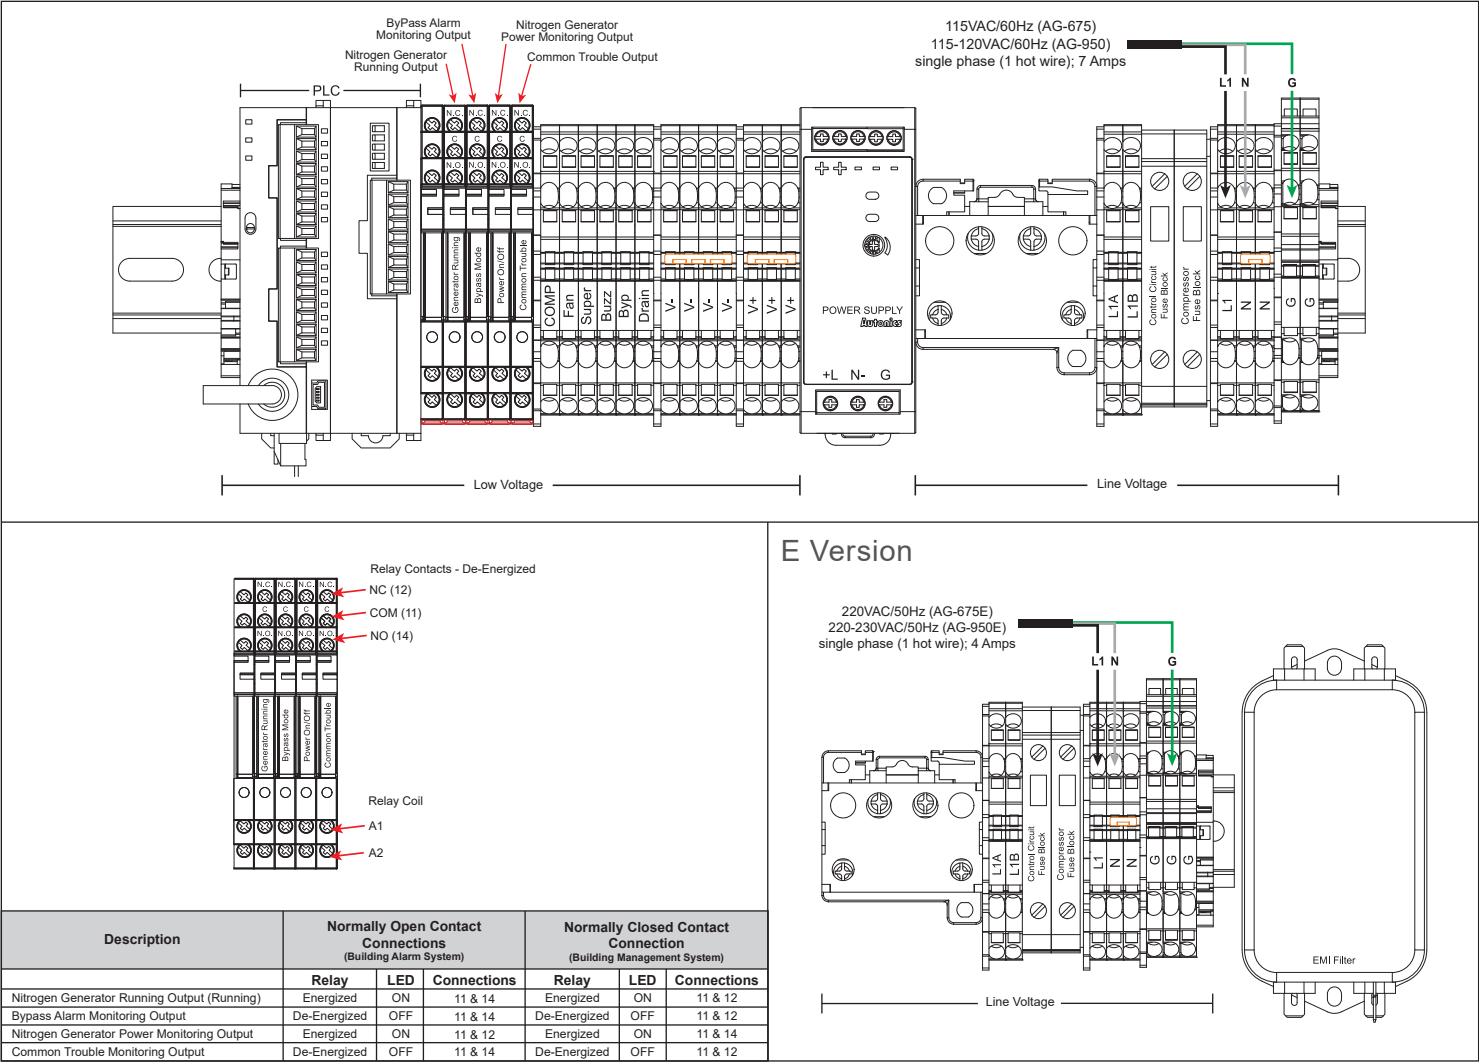 ByPass Alarm
Monitoring Output
Nitrogen Generator
Power Monitoring Output
Nitrogen Generator
Running Output
Common Trouble Output
PLC
115VAC/60Hz (AG-675)
115-120VAC/60Hz (AG-950)
single phase (1 hot wire); 7 Amps
L1 N G
N.C. N.C. N.C. N.C.
C C C C
N.O. N.O. N.O. N.O.
Generator Running
Bypass Mode
Power On/Off
Common Trouble
COMP
Fan
Super
Buzz
Byp
Drain
V-
V-
V-
V-
V+
V+
V+
POWER SUPPLY
Autonics
+L N- G
L1A
L1B
Control Circuit
Fuse Block
Compressor
Fuse Block
L1
N
N
G
G
Low Voltage
Line Voltage
Relay Contacts - De-Energized
NC (12)
COM (11)
NO (14)
N.C. N.C. N.C. N.C.
C C C C
N.O. N.O. N.O. N.O.
Generator Running
Bypass Mode
Power On/Off
Common Trouble
Relay Coil
A1
A2
E Version
220VAC/50Hz (AG-675E)
220-230VAC/50Hz (AG-950E)
single phase (1 hot wire); 4 Amps
L1 N G
L1A
L1B
Control Circuit
Fuse Block
Compressor
Fuse Block
L1
N
N
G
G
G
EMI Filter
Line Voltage
Description
Normally Open Contact
Connections
(Building Alarm System)
Normally Closed Contact
Connection
(Building Management System)
Relay LED Connections Relay LED Connections
Nitrogen Generator Running Output (Running) Energized ON 11 & 14 Energized ON 11 & 12
Bypass Alarm Monitoring Output De-Energized OFF 11 & 14 De-Energized OFF 11 & 12
Nitrogen Generator Power Monitoring Output Energized ON 11 & 12 Energized ON 11 & 14
Common Trouble Monitoring Output De-Energized OFF 11 & 14 De-Energized OFF 11 & 12